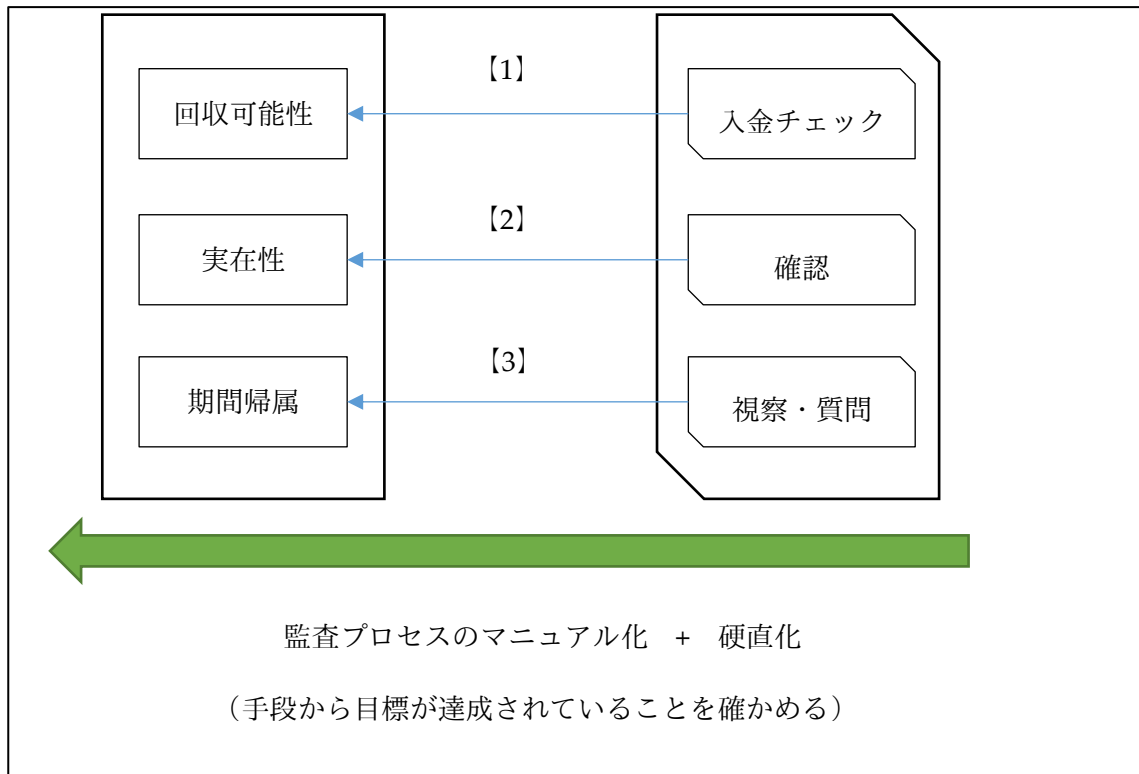 【1】
回収可能性
入金チェック
【2】
実在性
確認
【3】
期間帰属
視察・質問
監査プロセスのマニュアル化　+　硬直化
（手段から目標が達成されていることを確かめる）